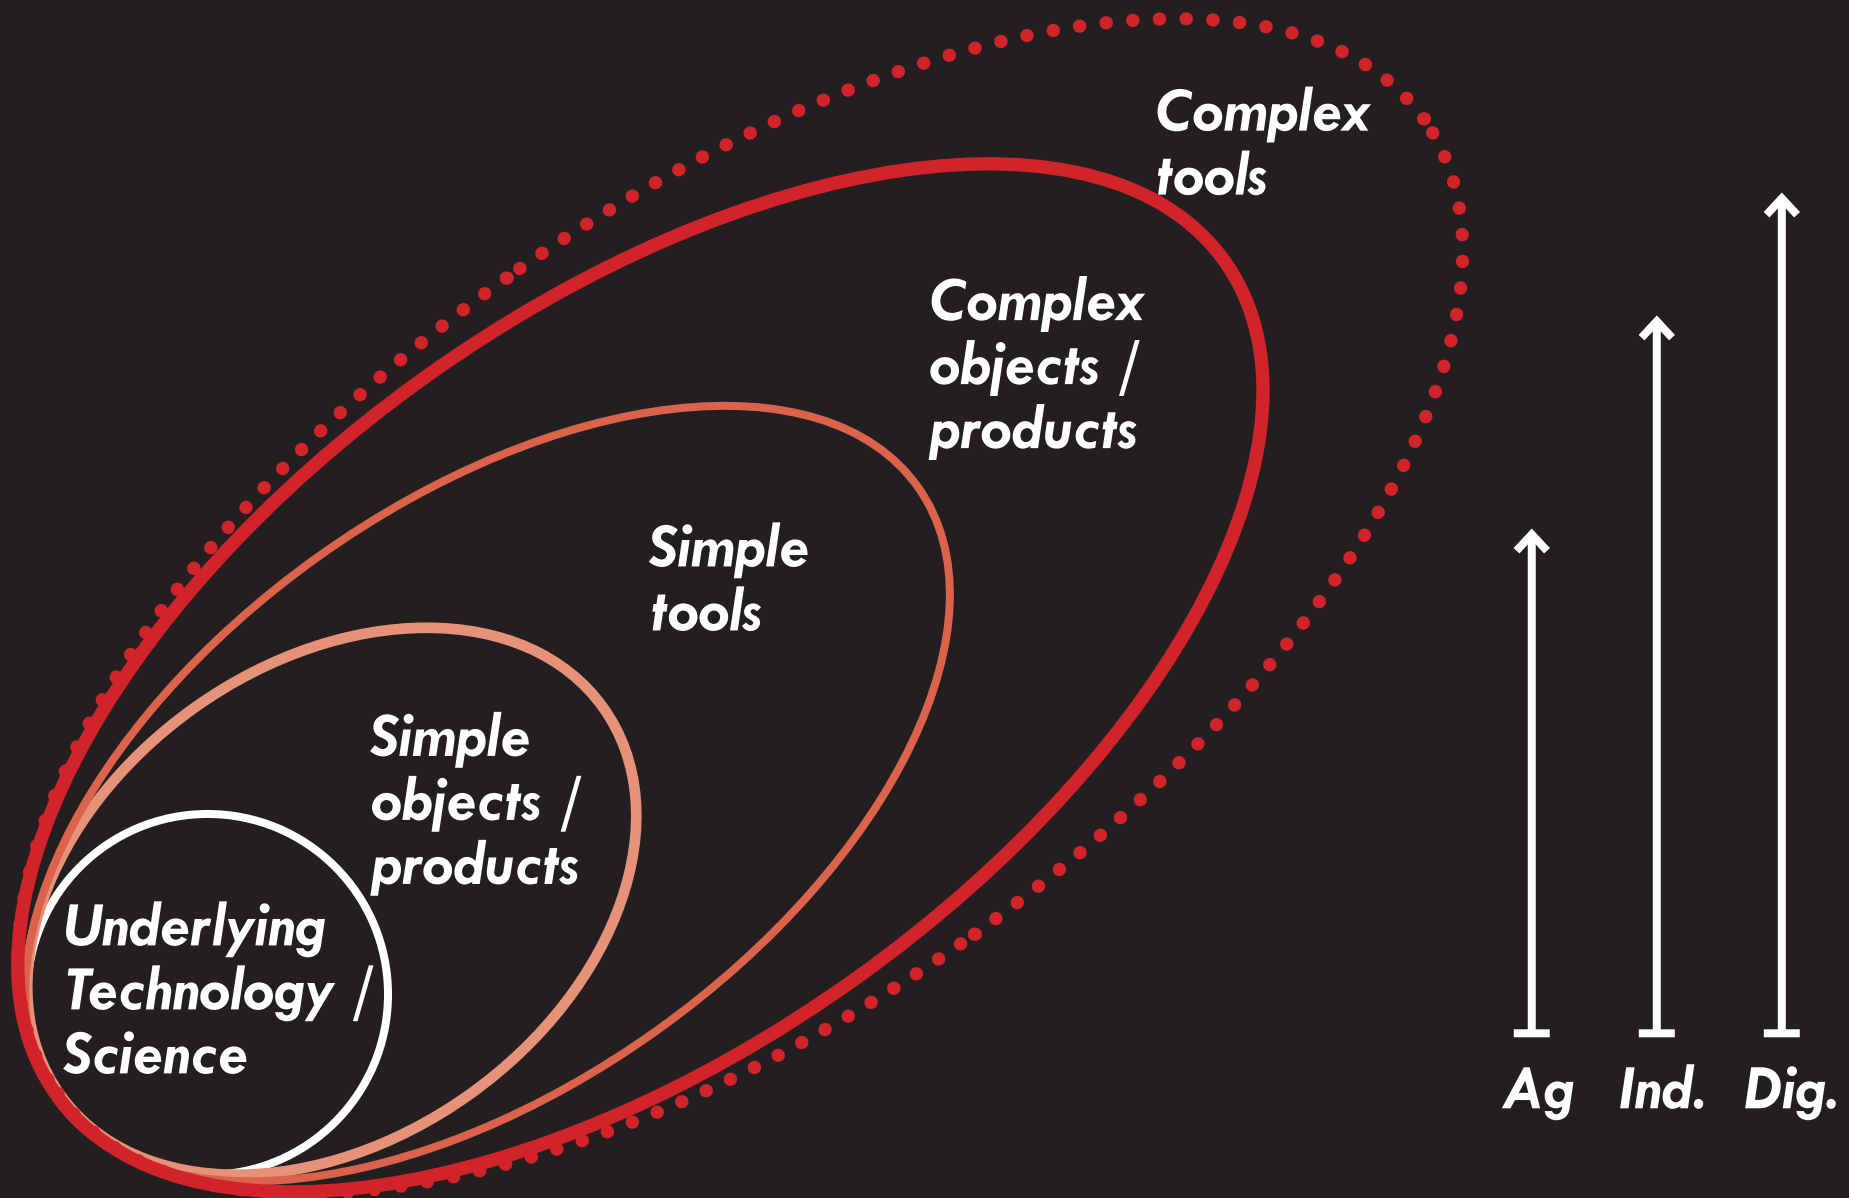 Complex
tools
Complex
objects /
products
Simple
tools
Simple
objects /
products
Underlying
Technology /
Science
Ag
Ind.
Dig.